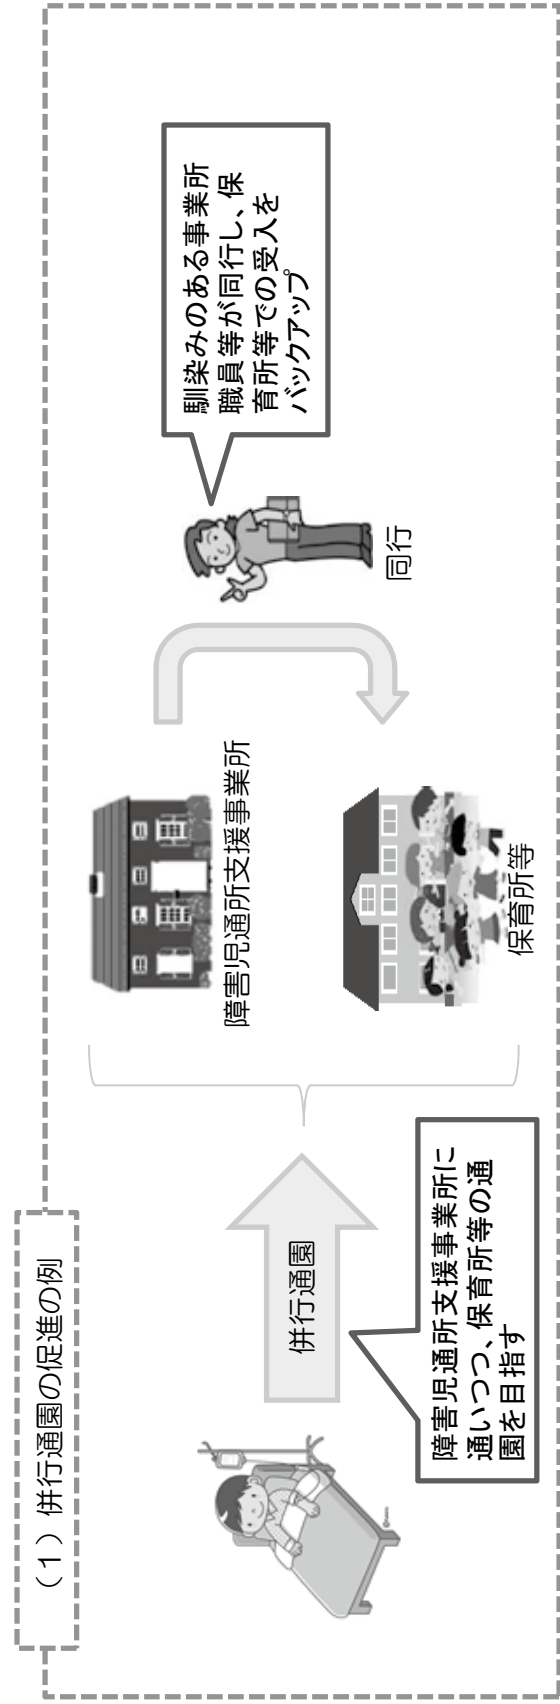 （１）併行通園の促進の例
併行通園
障害児通所支援事業所に
通いつつ、保育所等の通
園を目指す
障害児通所支援事業所
保育所等
同行
馴染みのある事業所
職員等が同行し、保
育所等での受入を
バックアップ